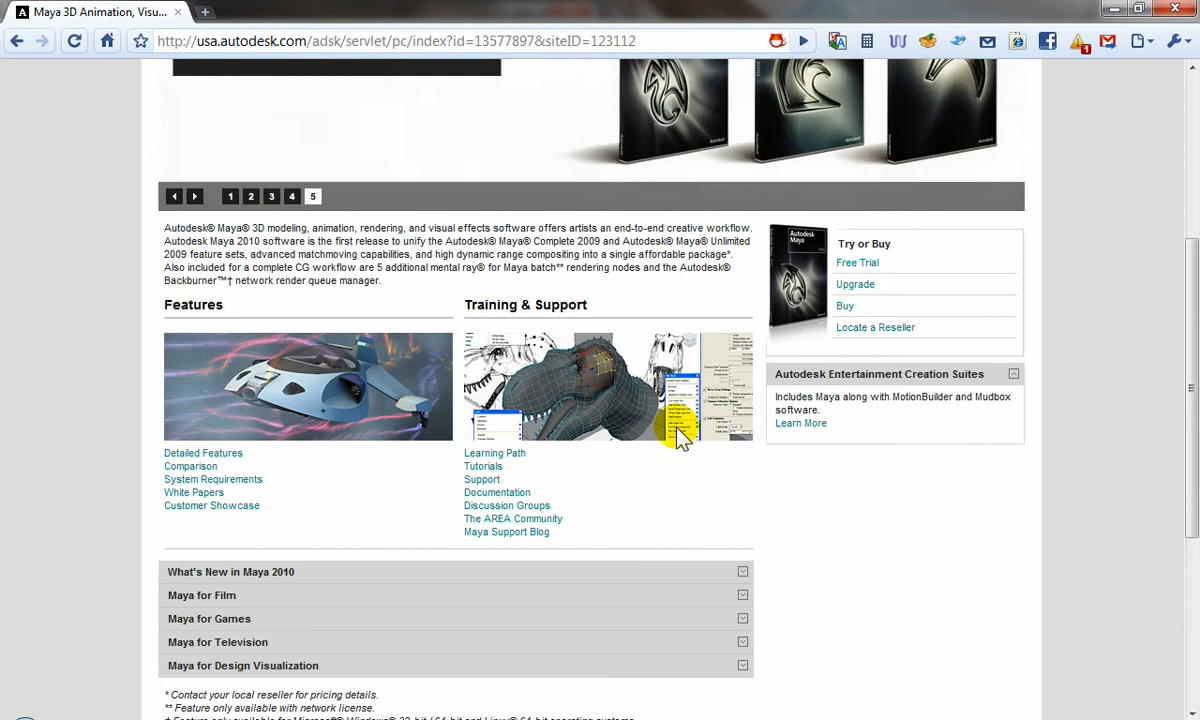 Maya 3D Animation, Visu...
http://usa.autodesk.com/adsk/servlet/pc/index?id=13577897&siteID=123112
1 2 3 4 5
Autodesk® Maya® 3D modeling, animation, rendering, and visual effects software offers artists an end-to-end creative workflow.
Autodesk Maya 2010 software is the first release to unify the Autodesk® Maya® Complete 2009 and Autodesk® Maya® Unlimited
2009 feature sets, advanced matchmoving capabilities, and high dynamic range compositing into a single affordable package*.
Also included for a complete CG workflow are 5 additional mental ray® for Maya batch** rendering nodes and the Autodesk®
Backburner™† network render queue manager.
Features
Detailed Features
Comparison
System Requirements
White Papers
Customer Showcase
Training & Support
Learning Path
Tutorials
Support
Documentation
Discussion Groups
The AREA Community
Maya Support Blog
AutodDesk
Maya
Try or Buy
Free Trial
Upgrade
Buy
Locate a Reseller
Autodesk Entertainment Creation Suites
Includes Maya along with MotionBuilder and Mudbox
software.
Learn More
What's New in Maya 2010
Maya for Film
Maya for Games
Maya for Television
Maya for Design Visualization
* Contact your local reseller for pricing details.
** Feature only available with network license.